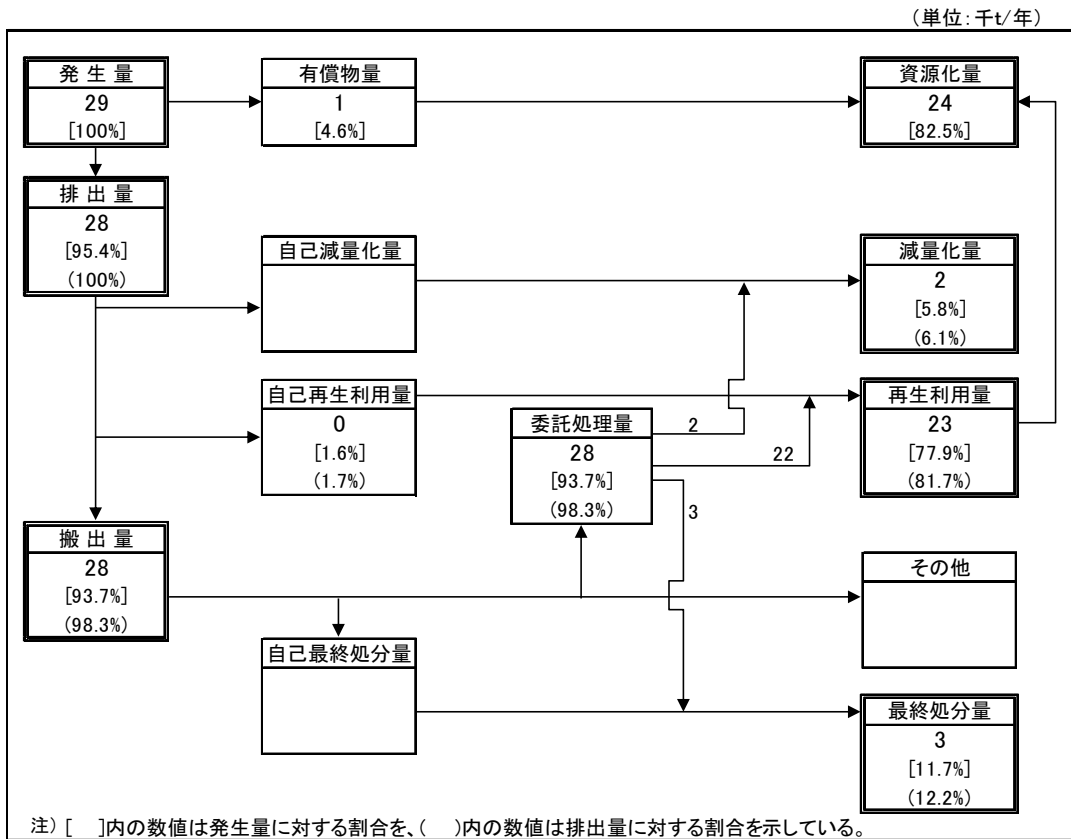 （単位：千t/年）
発 生 量
29
[100%]
有償物量
1
[4.6%]
資源化量
24
[82.5%]
排 出 量
28
[95.4%]
(100%)
自己減量化量
減量化量
2
[5.8%]
(6.1%)
自己再生利用量
0
[1.6%]
(1.7%)
委託処理量
28
[93.7%]
(98.3%)
2
22
3
再生利用量
23
[77.9%]
(81.7%)
搬 出 量
28
[93.7%]
(98.3%)
その他
自己最終処分量
最終処分量
3
[11.7%]
(12.2%)
注）[　]内の数値は発生量に対する割合を、(　)内の数値は排出量に対する割合を示している。